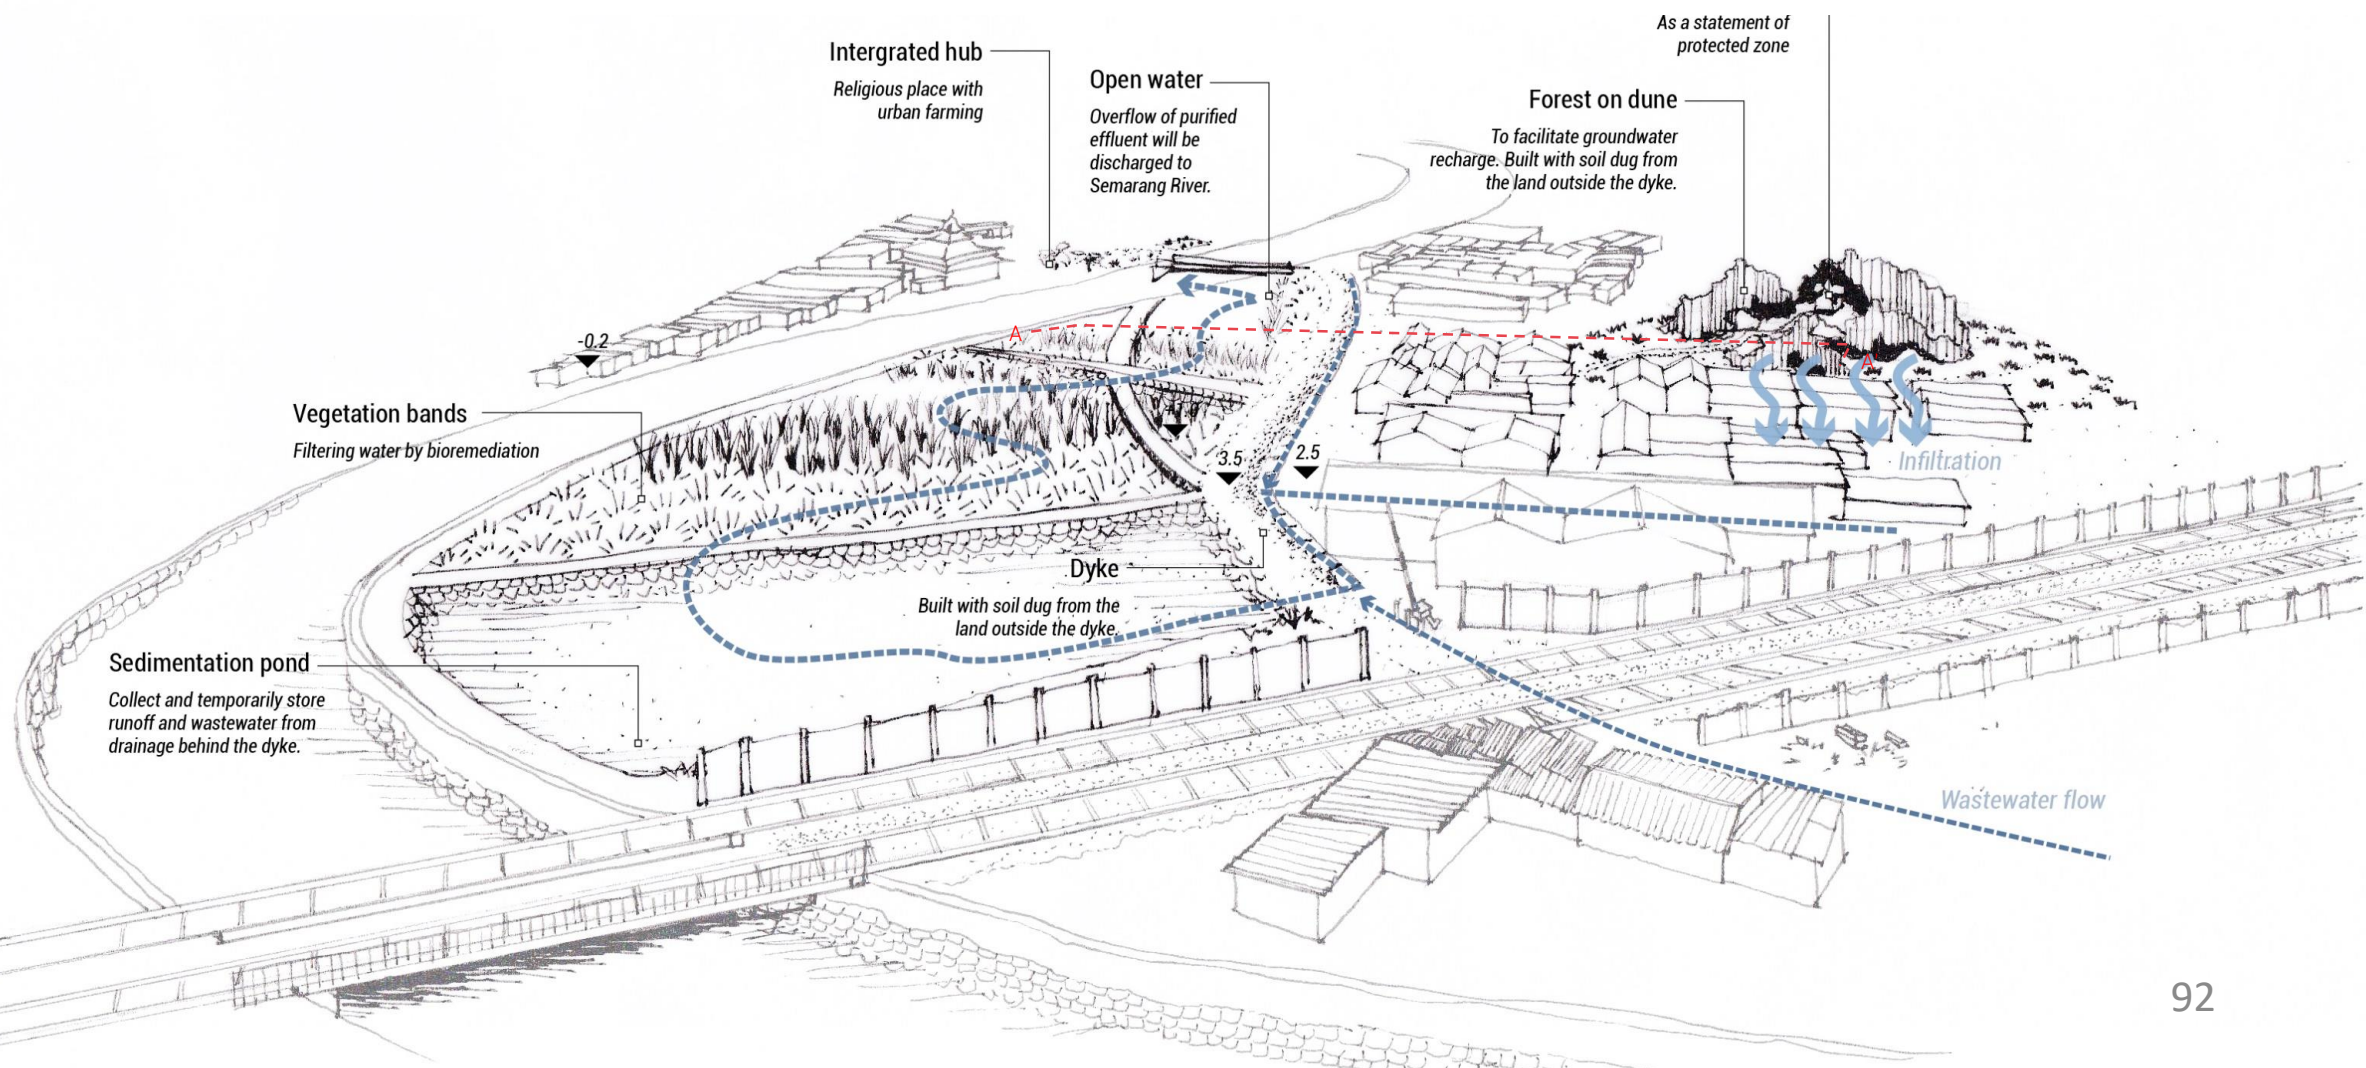 As a statement of
protected zone
Intergrated hub
Religious place with
urban farming
Open water
Overflow of purified
effluent will be
discharged to
Semarang River.
Forest on dune
To facilitate groundwater
recharge. Built with soil dug from
the land outside the dyke.
A
A'
-0.2
Vegetation bands
Filtering water by bioremediation
3.5
2.5
Infiltration
Dyke
Built with soil dug from the
land outside the dyke.
Sedimentation pond
Collect and temporarily store
runoff and wastewater from
drainage behind the dyke.
Wastewater flow
92